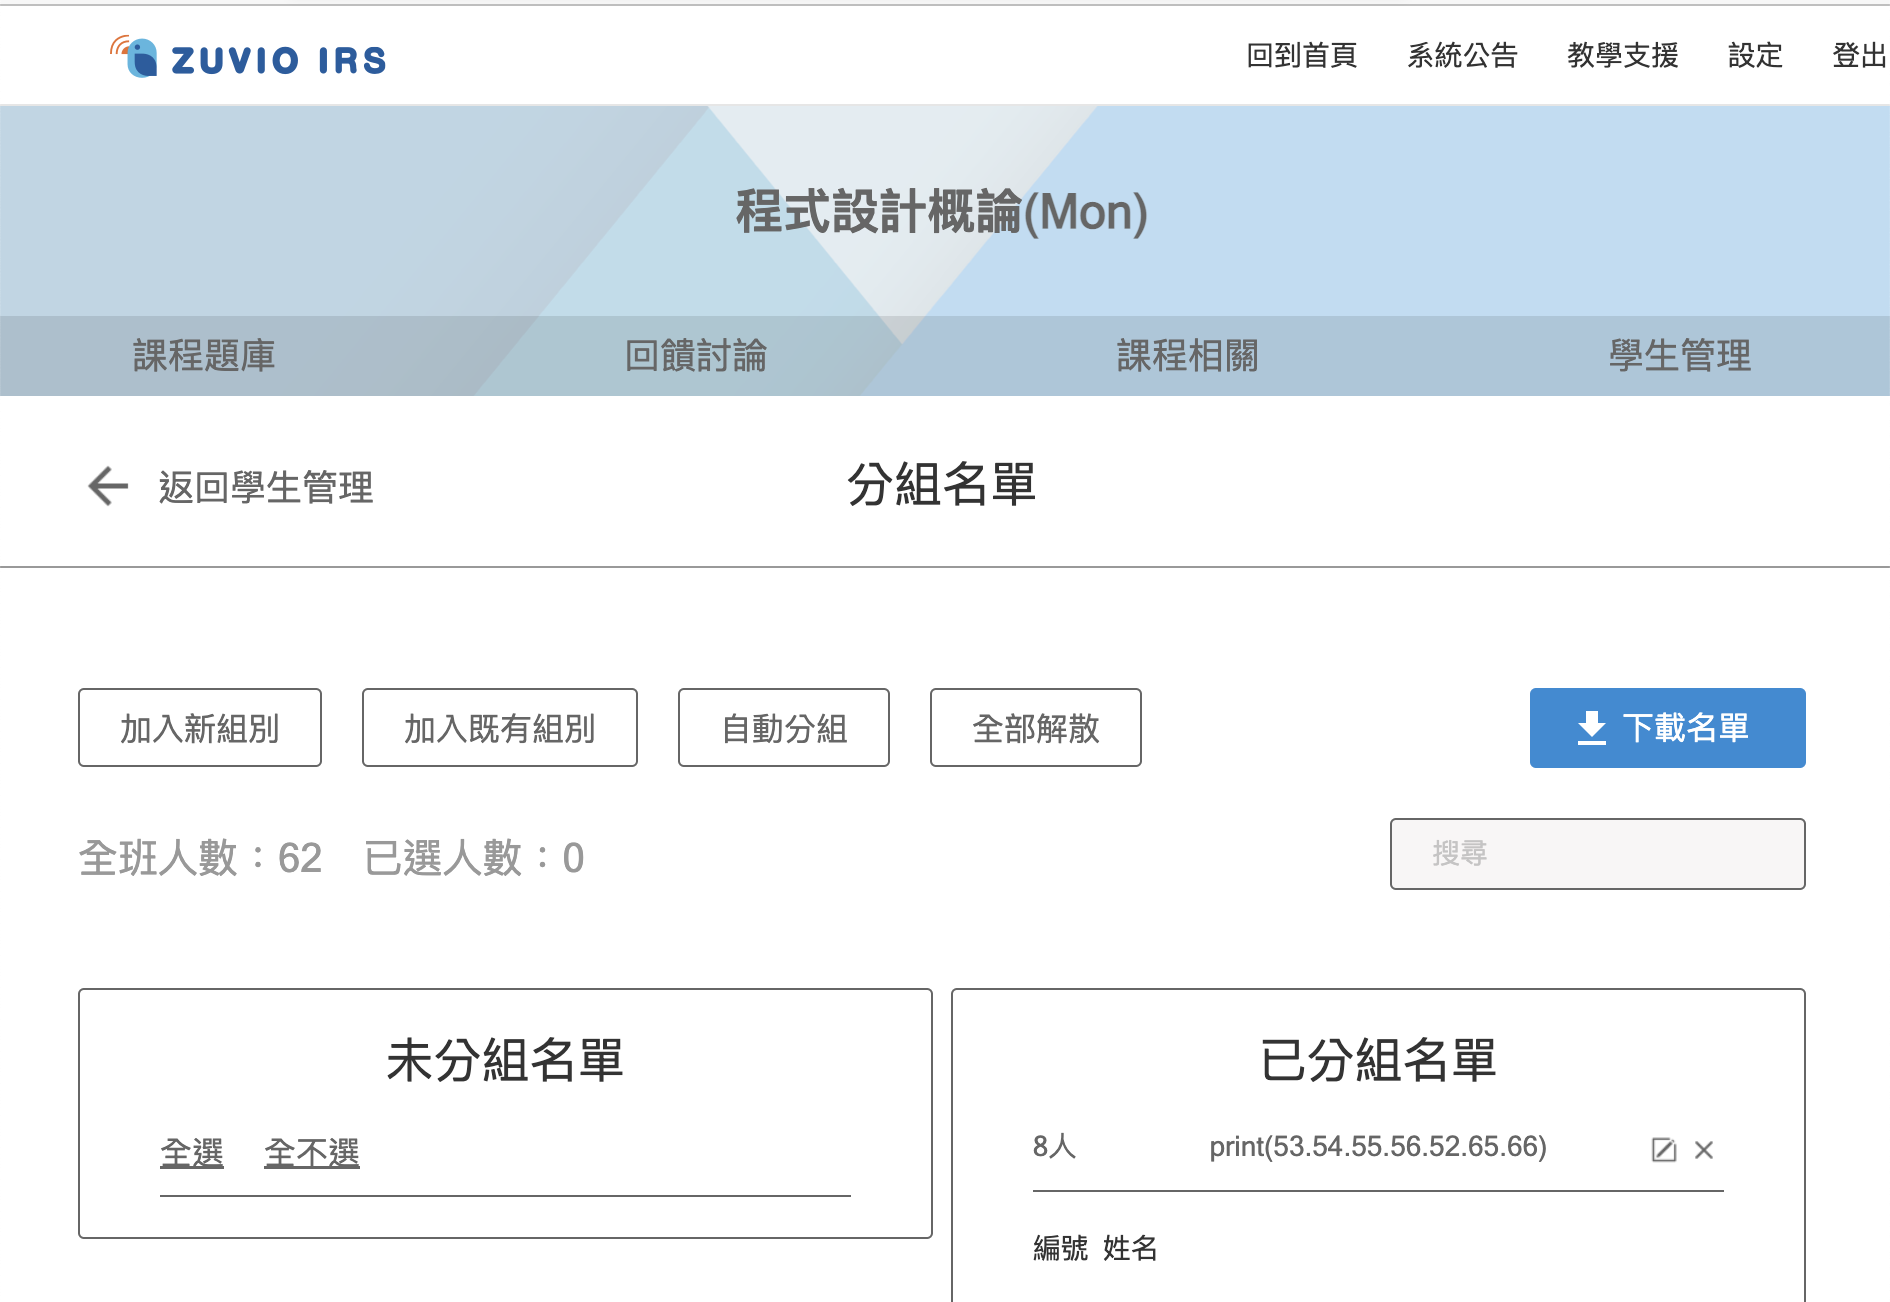 ZUVIO IRS
回到首頁 系統公告 教學支援 設定 登出
程式設計概論(Mon)
課程題庫 回饋討論 課程相關 學生管理
返回學生管理 分組名單
加入新組別 加入既有組別 自動分組 全部解散 下載名單
全班人數：62 已選人數：0 搜尋
未分組名單
全選 全不選
已分組名單
8人 print(53.54.55.56.52.65.66)
編號 姓名